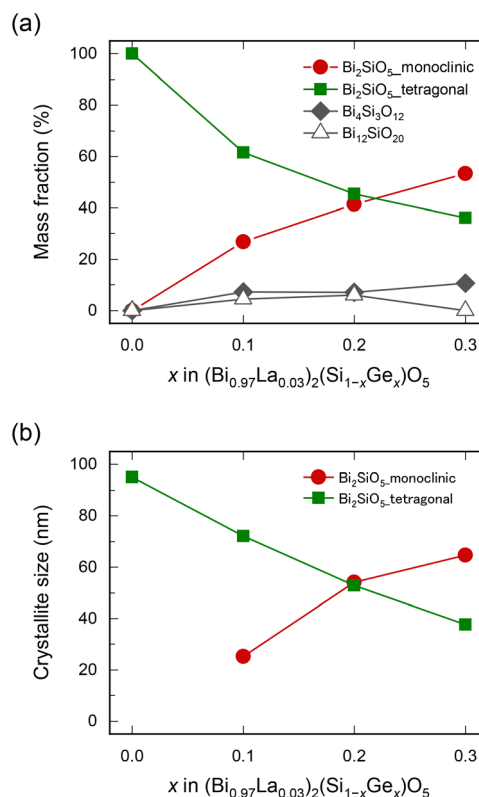 (a)
Mass fraction (%)
100
80
60
40
20
0
Bi₂SiO₅_monoclinic
Bi₂SiO₅_tetragonal
Bi₄Si₃O₁₂
Bi₁₂SiO₂₀
0.0 0.1 0.2 0.3
x in (Bi₀.₉₇La₀.₀₃)₂(Si₁₋ₓGeₓ)O₅
(b)
Crystallite size (nm)
100
80
60
40
20
0
Bi₂SiO₅_monoclinic
Bi₂SiO₅_tetragonal
0.0 0.1 0.2 0.3
x in (Bi₀.₉₇La₀.₀₃)₂(Si₁₋ₓGeₓ)O₅